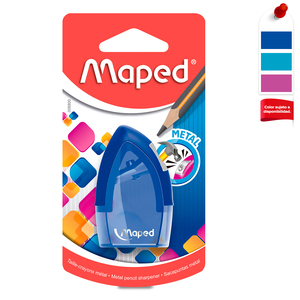 Maped
METAL
Color sujeto a
disponibilidad.
Maped
Taille-crayons métal • Metal pencil sharpener • Sacapuntas metal